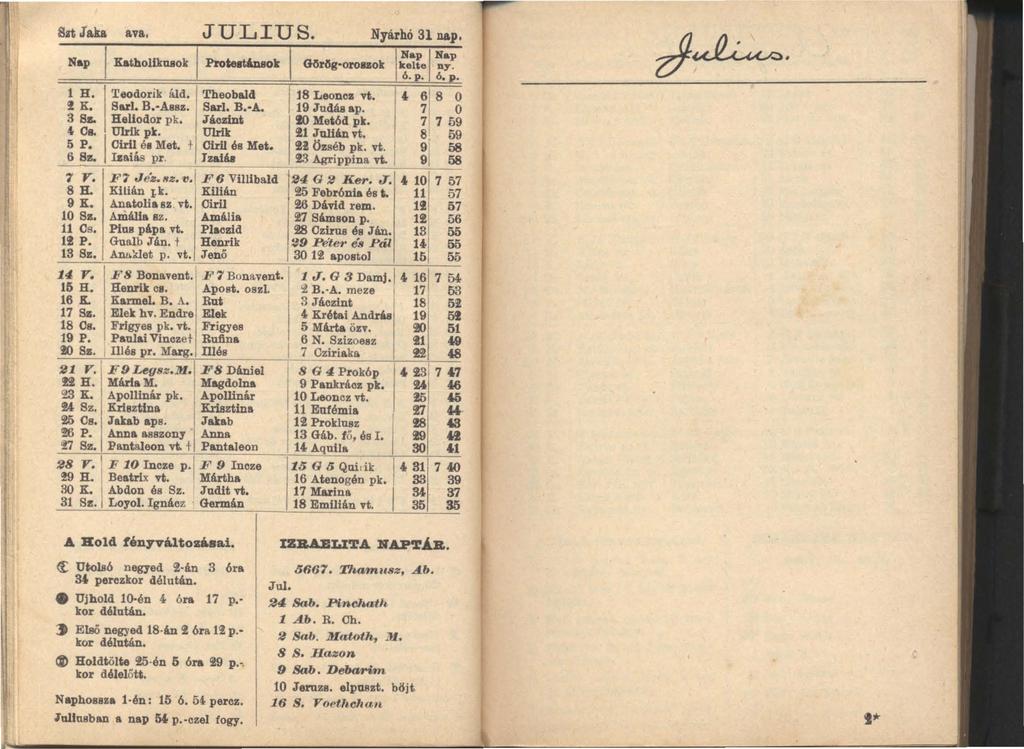 Szt Jaka ava. JULIUS. Nyárhó 31 nap.
Nap Katholikusok Protestánsok Görög-oroszok Nap kelte ó. p. Nap ny. ó. p.
1 H. Teodorik áld. Theobald 18 Leoncz vt. 4 6 8 0
2 K. Sarl. B.-Assz. Sarl. B.-A. 19 Judás ap. 7 0
3 Sz. Heliodor pk. Jáczint 20 Metód pk. 7 7 59
4 Cs. Ulrik pk. Ulrik 21 Julián vt. 8 59
5 P. Ciril és Met. † Ciril és Met. 22 Özséb pk. vt. 9 58
6 Sz. Izaiás pr. Izaiás 23 Agrippina vt. 9 58
7 V. F 7 Jéz. sz. v. F 6 Villibald 24 G 2 Ker. J. 4 10 7 57
8 H. Kilián pk. Kilián 25 Febrónia és t. 11 57
9 K. Anatolia sz. vt. Ciril 26 Dávid rem. 12 57
10 Sz. Amália sz. Amália 27 Sámson p. 12 56
11 Cs. Pius pápa vt. Placzid 28 Czirus és Ján. 13 55
12 P. Gualb Ján. † Henrik 29 Péter és Pál 14 55
13 Sz. Anaklet p. vt. Jenő 30 12 apostol 15 55
14 V. F 8 Bonavent. F 7 Bonavent. 1 J. G 3 Damj. 4 16 7 54
15 H. Henrik cs. Apost. oszl. 2 B.-A. meze 17 53
16 K. Karmel. B. A. Rut 3 Jáczint 18 52
17 Sz. Elek hv. Endre Elek 4 Krétai András 19 52
18 Cs. Frigyes pk. vt. Frigyes 5 Márta özv. 20 51
19 P. Paulai Vincze† Rufina 6 N. Szizoesz 21 49
20 Sz. Illés pr. Marg. Illés 7 Cziriaka 22 48
21 V. F 9 Legsz. M. F 8 Dániel 8 G 4 Prokóp 4 23 7 47
22 H. Mária M. Magdolna 9 Pankrácz pk. 24 46
23 K. Apollinár pk. Apollinár 10 Leoncz vt. 25 45
24 Sz. Krisztina Krisztina 11 Eufémia 27 44
25 Cs. Jakab aps. Jakab 12 Proklusz 28 43
26 P. Anna asszony Anna 13 Gáb. fő, és I. 29 42
27 Sz. Pantaleon vt. † Pantaleon 14 Aquila 30 41
28 V. F 10 Incze p. F 9 Incze 15 G 5 Quirik 4 31 7 40
29 H. Beatrix vt. Mártha 16 Atenogén pk. 33 39
30 K. Abdon és Sz. Judit vt. 17 Marina 34 37
31 Sz. Loyol. Ignácz Germán 18 Emilián vt. 35 35
A Hold fényváltozásai.
☾ Utolsó negyed 2-án 3 óra
34 perczkor délután.
Ujhold 10-én 4 óra 17 p.-
kor délután.
Első negyed 18-án 2 óra 12 p.-
kor délután.
Holdtölte 25-én 5 óra 29 p.-
kor délelőtt.
Naphossza 1-én: 15 ó. 54 percz.
Juliusban a nap 54 p.-czel fogy.
IZRAELITA NAPTÁR.
5667. Thamusz, Ab.
Jul.
24 Sab. Pinchath
1 Ab. R. Ch.
2 Sab. Matoth, M.
8 S. Hazon
9 Sab. Debarim
10 Jeruzs. elpuszt. böjt
16 S. Voethchan
Julius.
2*